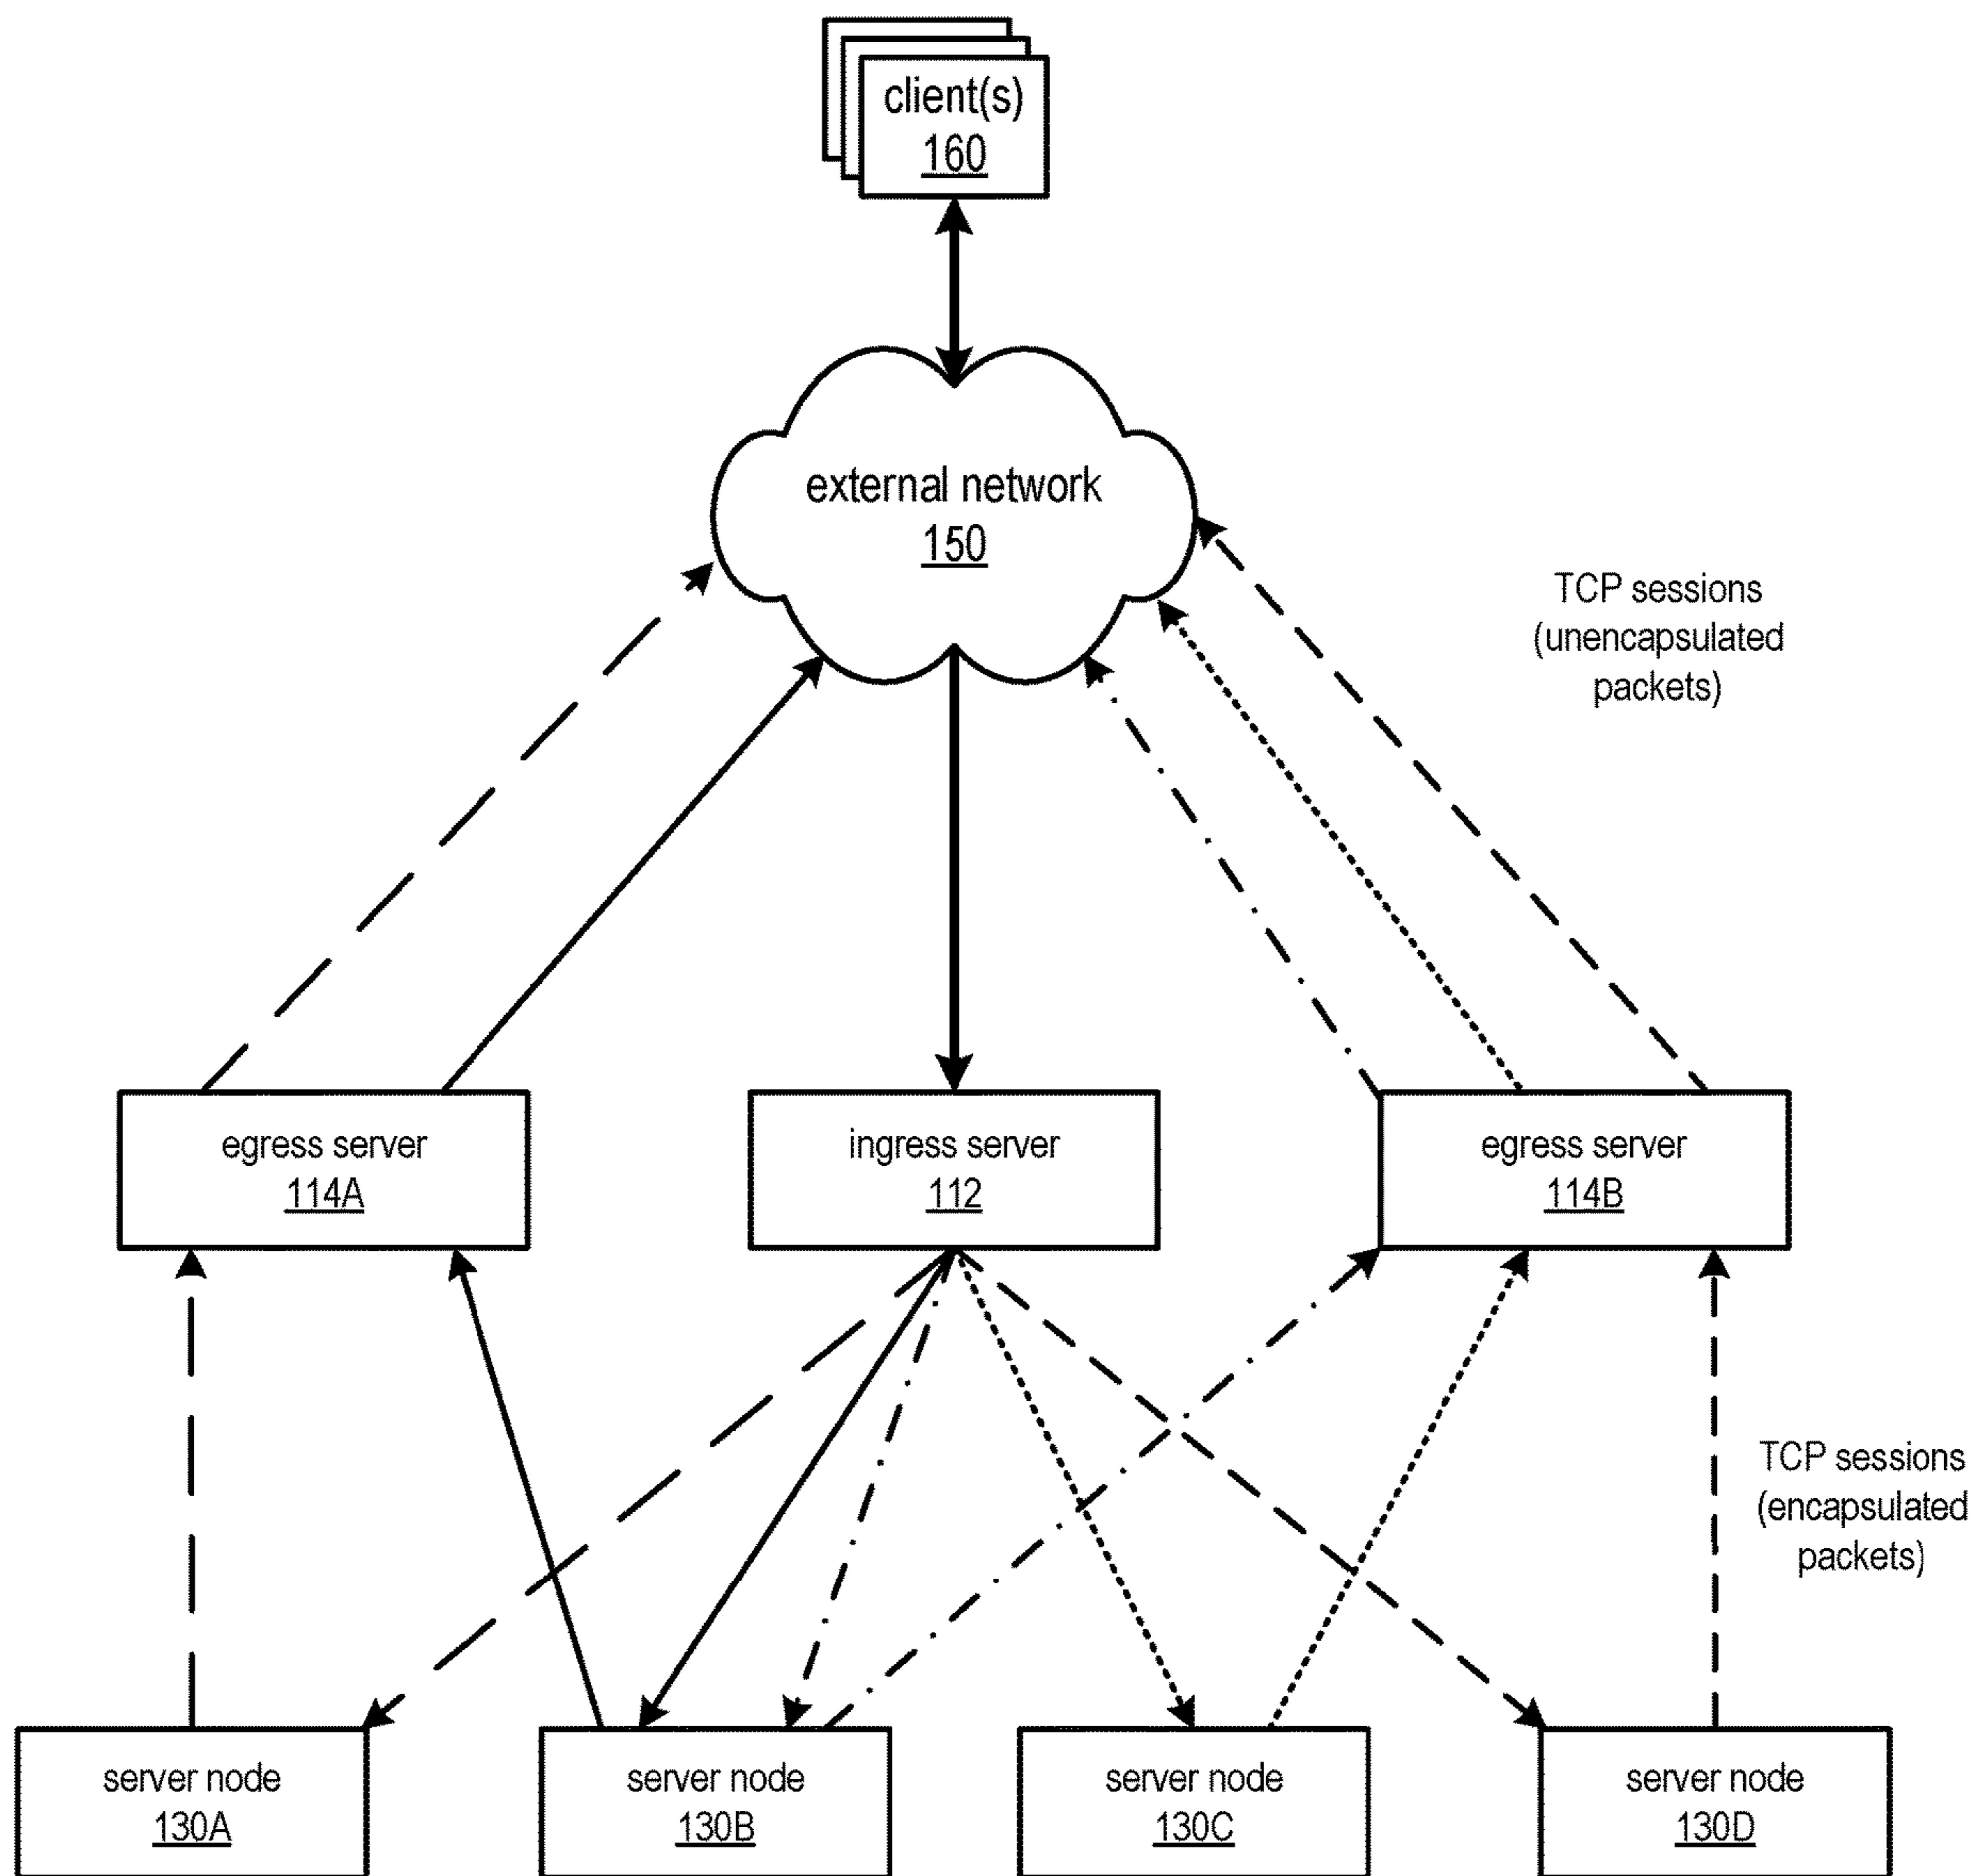 client(s)
160
external network
150
TCP sessions
(unencapsulated
packets)
egress server
114A
ingress server
112
egress server
114B
TCP sessions
(encapsulated
packets)
server node
130A
server node
130B
server node
130C
server node
130D